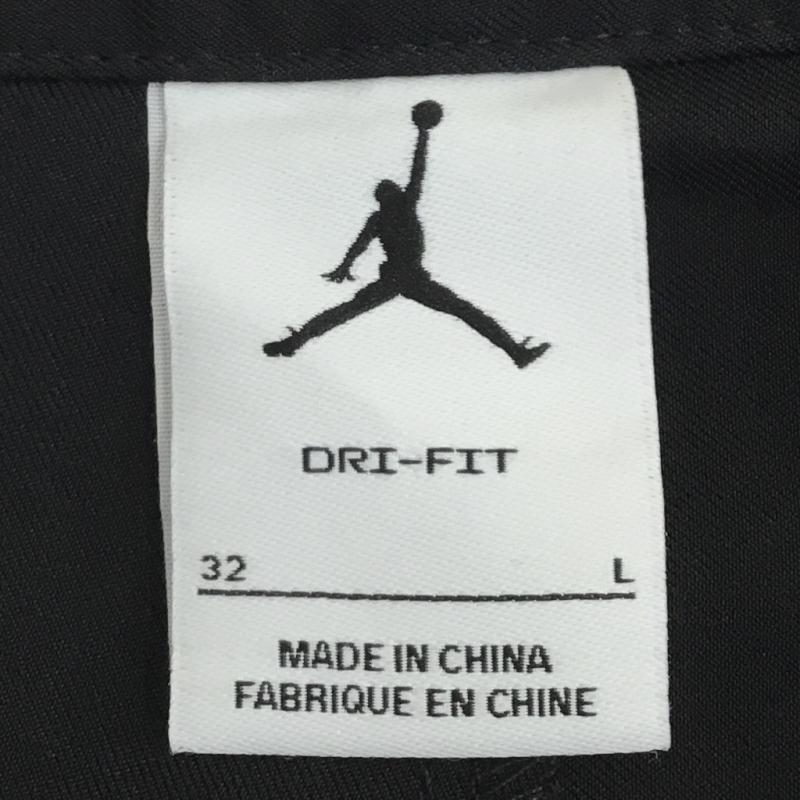 DRI-FIT
32 L
MADE IN CHINA
FABRIQUE EN CHINE